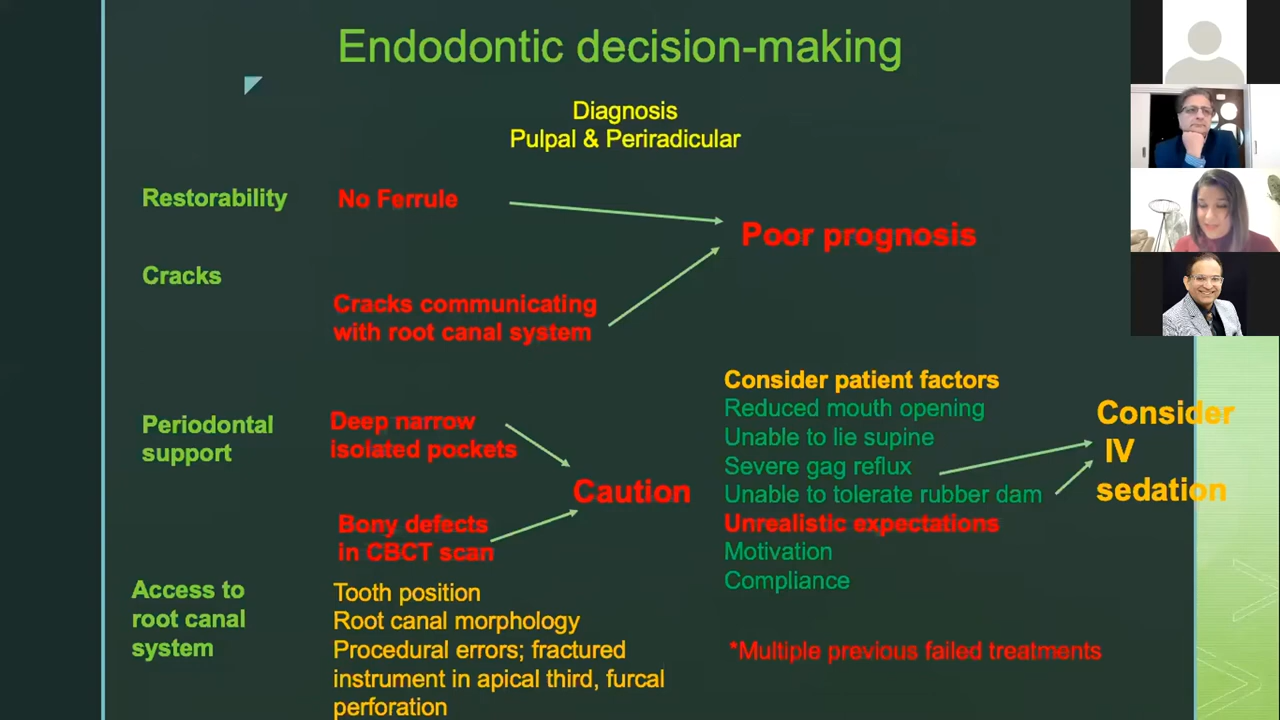 Endodontic decision-making
Diagnosis
Pulpal & Periradicular
Restorability
No Ferrule
Poor prognosis
Cracks
Cracks communicating
with root canal system
Periodontal
support
Deep narrow
isolated pockets
Caution
Bony defects
in CBCT scan
Consider patient factors
Reduced mouth opening
Unable to lie supine
Severe gag reflux
Unable to tolerate rubber dam
Unrealistic expectations
Motivation
Compliance
Consider
IV
sedation
Access to
root canal
system
Tooth position
Root canal morphology
Procedural errors; fractured
instrument in apical third, furcal
perforation
*Multiple previous failed treatments